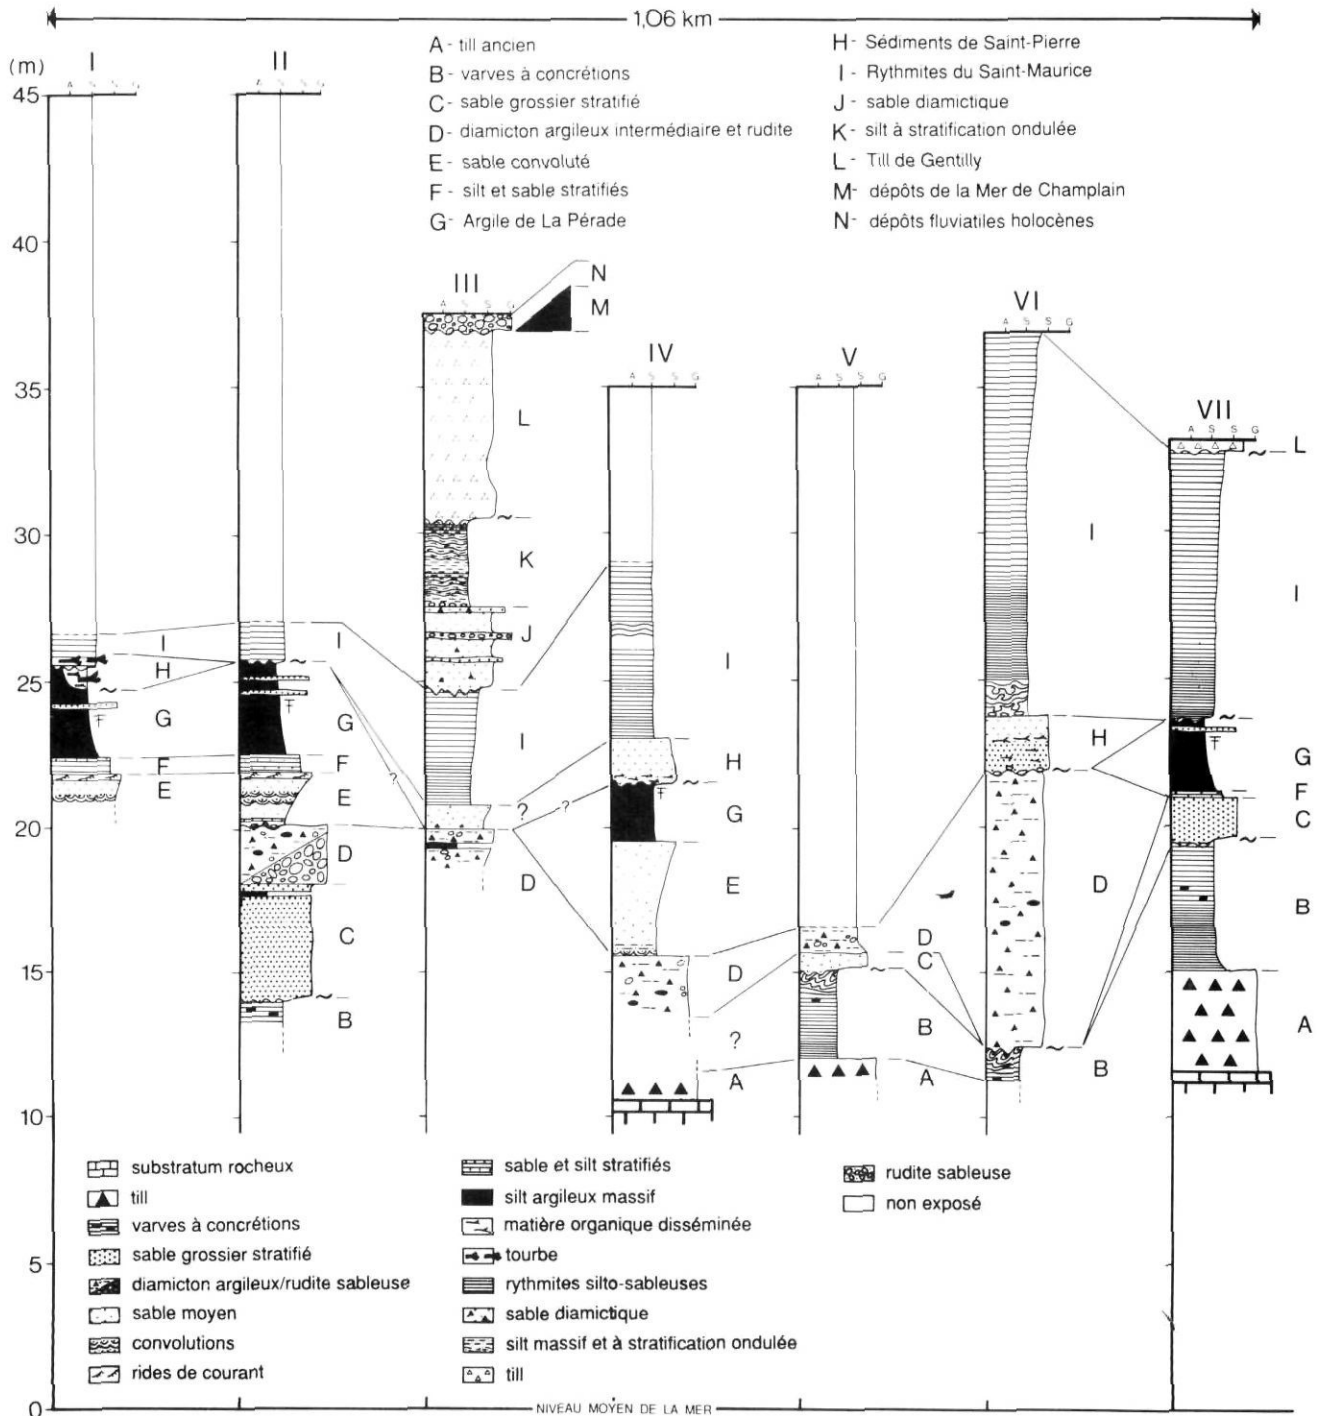 1,06 km
A - till ancien
B - varves à concrétions
C - sable grossier stratifié
D - diamicton argileux intermédiaire et rudite
E - sable convoluté
F - silt et sable stratifiés
G - Argile de La Pérade
H - Sédiments de Saint-Pierre
I - Rythmites du Saint-Maurice
J - sable diamictique
K - silt à stratification ondulée
L - Till de Gentilly
M - dépôts de la Mer de Champlain
N - dépôts fluviatiles holocènes
(m)
45
40
35
30
25
20
15
10
5
0
I
A S S G
I
H
G
F
E
II
A S S G
I
G
F
E
D
C
B
III
A S S G
N
M
L
K
J
I
?
D
?
?
IV
A S S G
I
H
G
E
D
?
A
V
A S S G
D
C
B
A
VI
A S S G
I
H
D
B
VII
A S S G
L
I
G
F
C
B
A
substratum rocheux
till
varves à concrétions
sable grossier stratifié
diamicton argileux/rudite sableuse
sable moyen
convolutions
rides de courant
sable et silt stratifiés
silt argileux massif
matière organique disséminée
tourbe
rythmites silto-sableuses
sable diamictique
silt massif et à stratification ondulée
till
rudite sableuse
non exposé
NIVEAU MOYEN DE LA MER